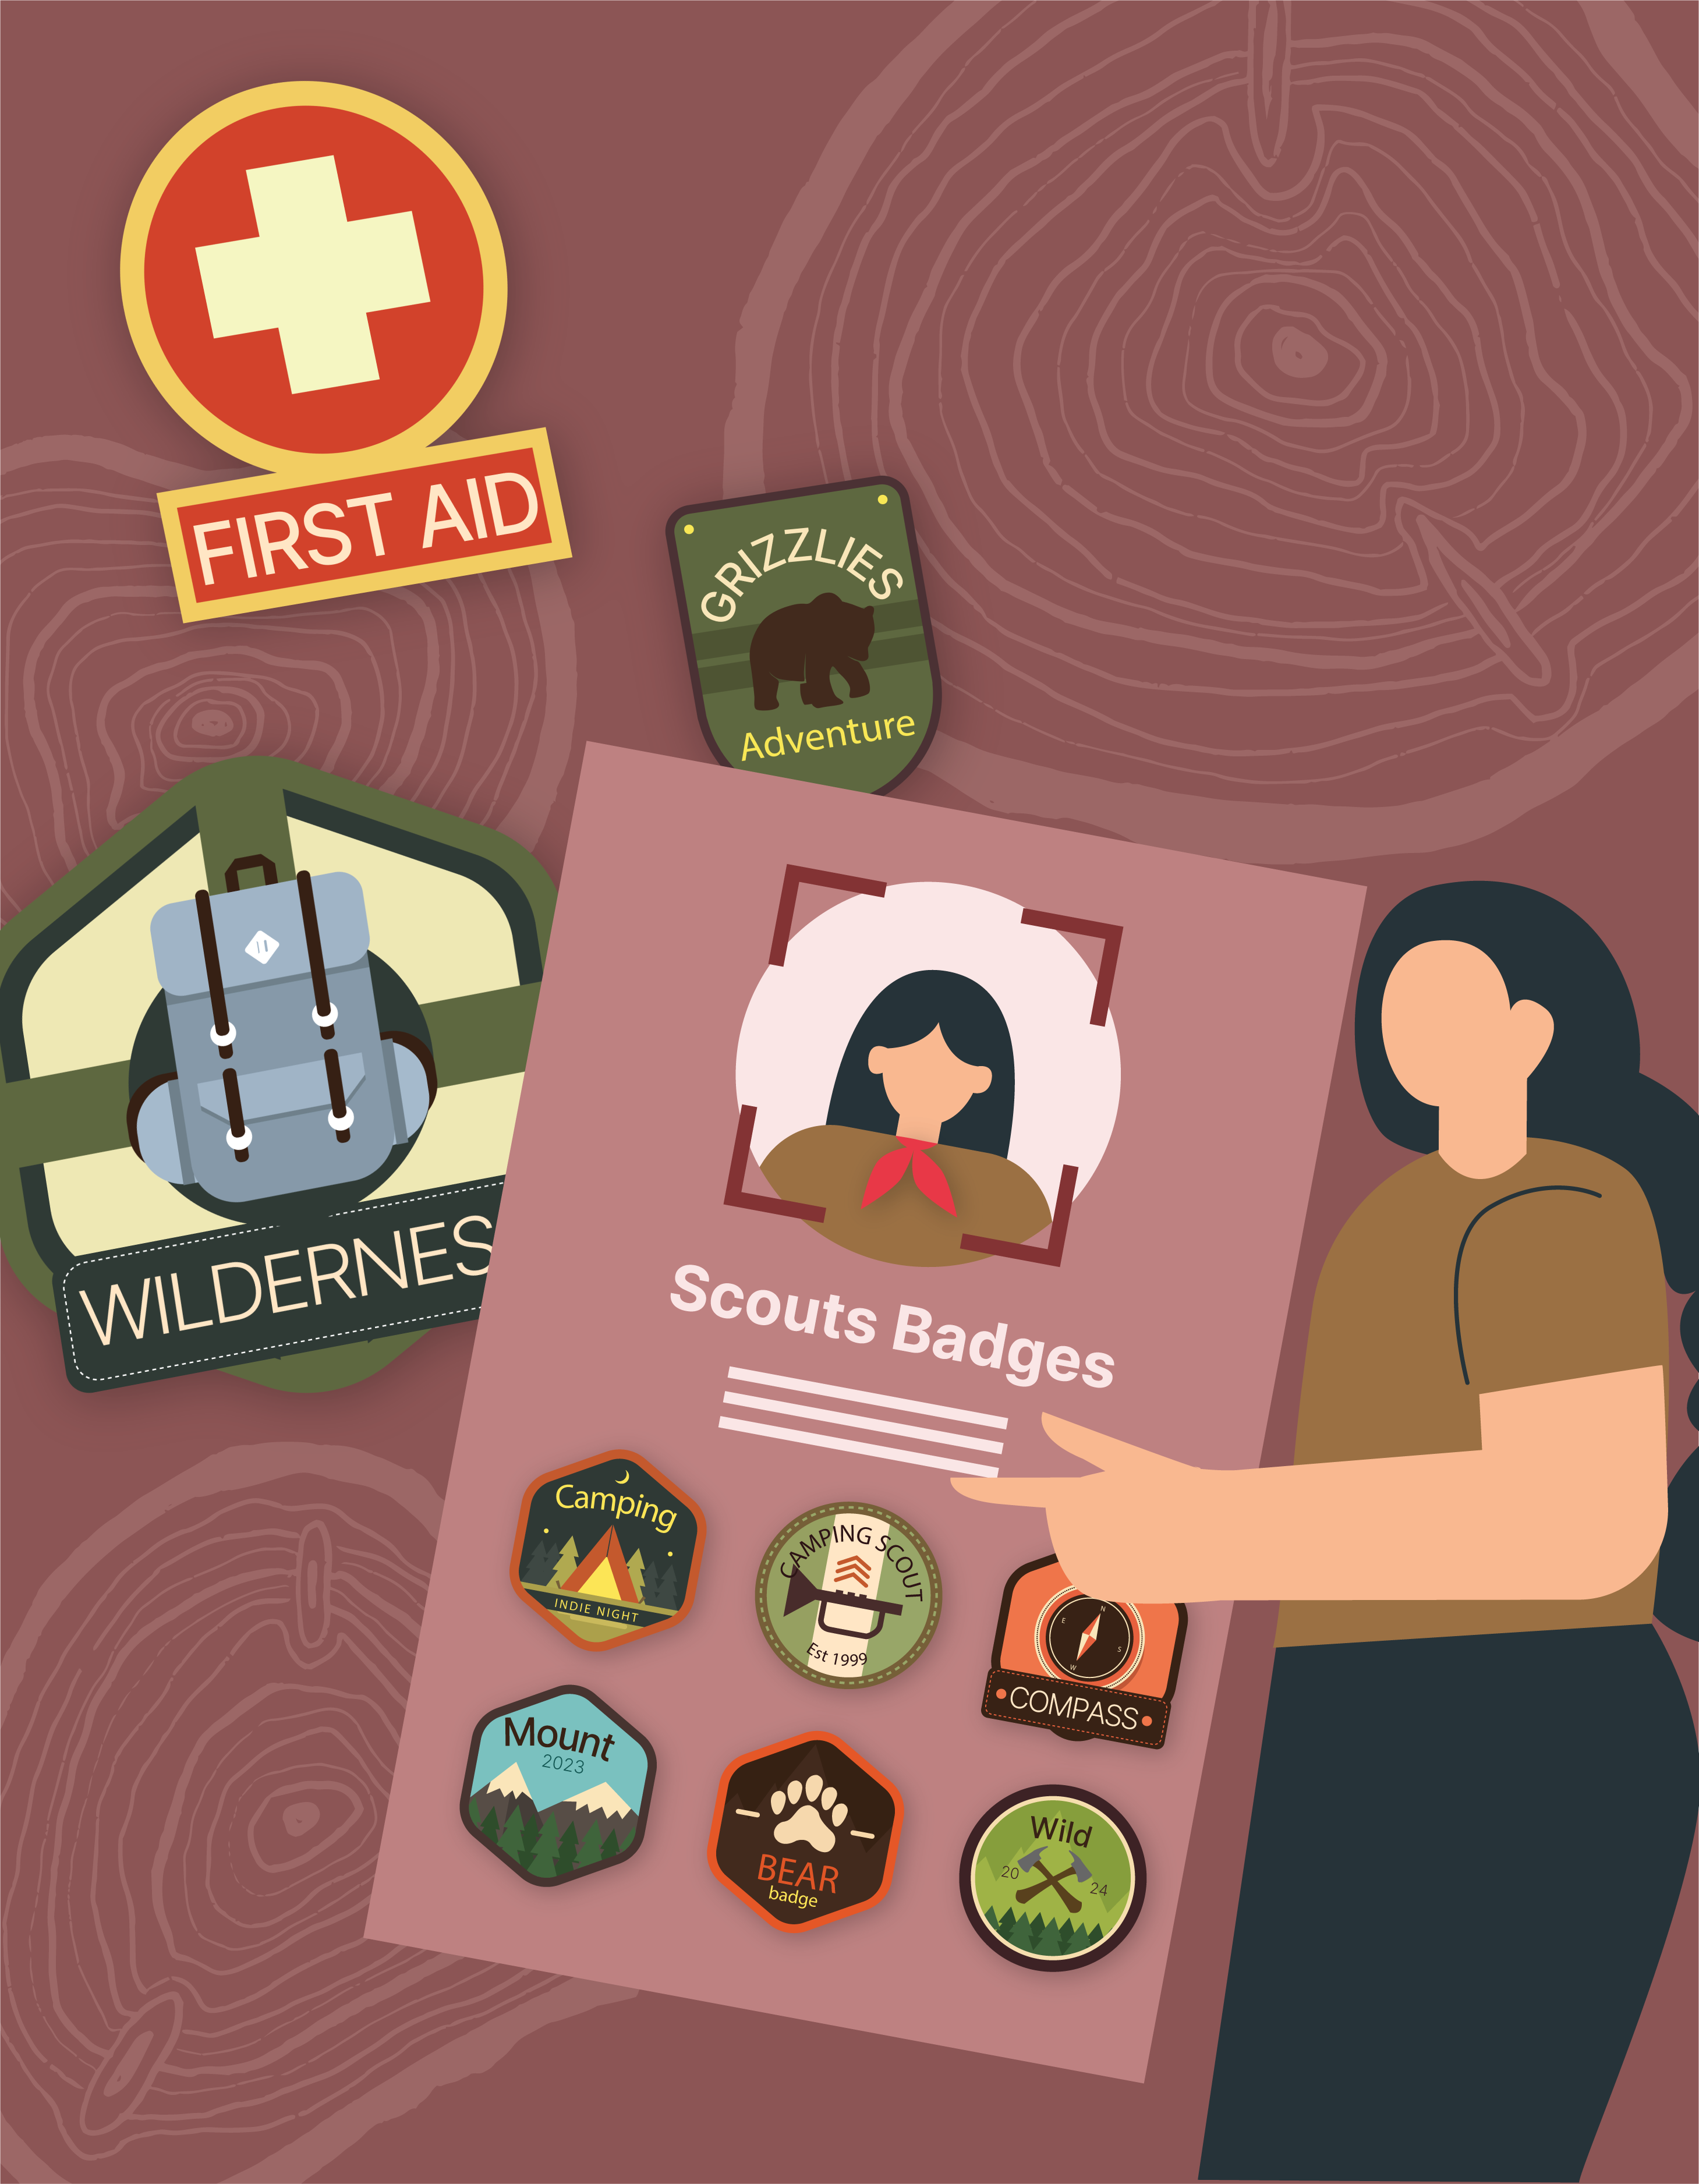 FIRST AID
GRIZZLIES
Adventure
WILDERNES
Scouts Badges
Camping
INDIE NIGHT
CAMPING SCOUT
Est 1999
N
E
S
W
COMPASS
Mount
2023
BEAR
badge
Wild
20 24